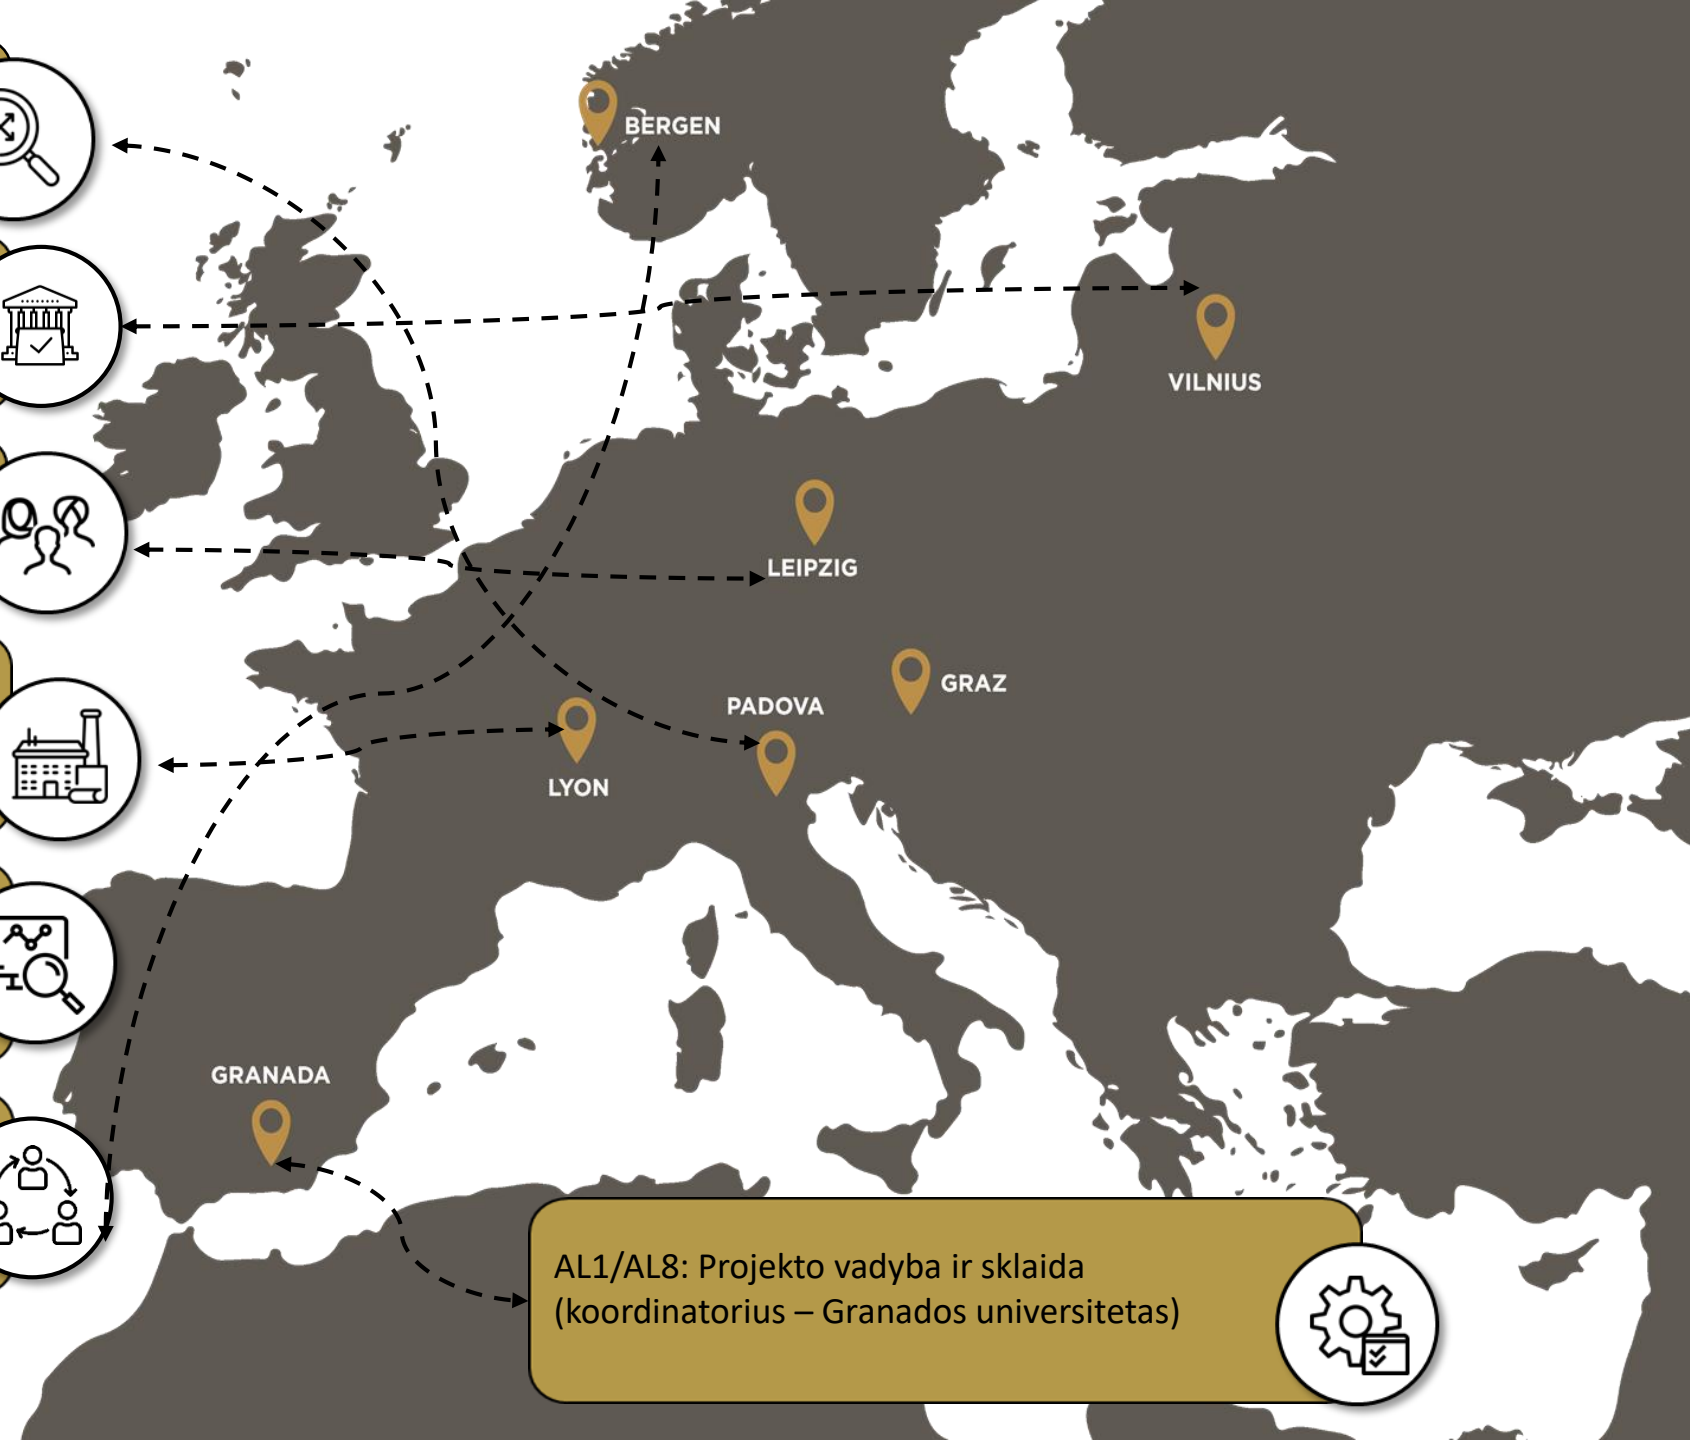 BERGEN
VILNIUS
LEIPZIG
GRAZ
PADOVA
LYON
GRANADA
AL1/AL8: Projekto vadyba ir sklaida
(koordinatorius – Granados universitetas)